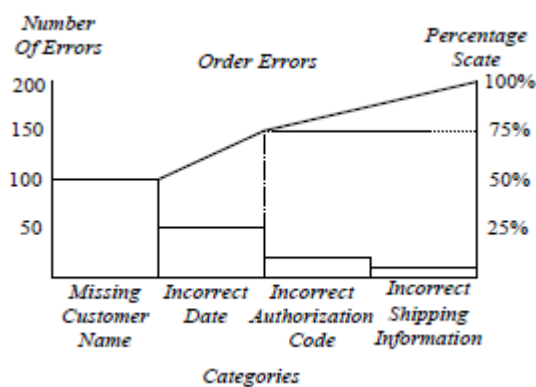 Number
Of Errors
Order Errors
Percentage
Scate
200
150
100
50
100%
75%
50%
25%
Missing
Customer
Name
Incorrect
Date
Incorrect
Authorization
Code
Incorrect
Shipping
Information
Categories